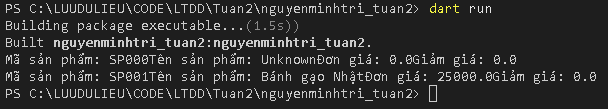 PS C:\LUUDULIEU\CODE\LTDD\Tuan2\nguyenminhtri_tuan2> dart run
Building package executable...(1.5s))
Built nguyenminhtri_tuan2:nguyenminhtri_tuan2.
Mã sản phẩm: SP000Tên sản phẩm: UnknownĐơn giá: 0.0Giảm giá: 0.0
Mã sản phẩm: SP001Tên sản phẩm: Bánh gạo NhậtĐơn giá: 25000.0Giảm giá: 0.0
PS C:\LUUDULIEU\CODE\LTDD\Tuan2\nguyenminhtri_tuan2>